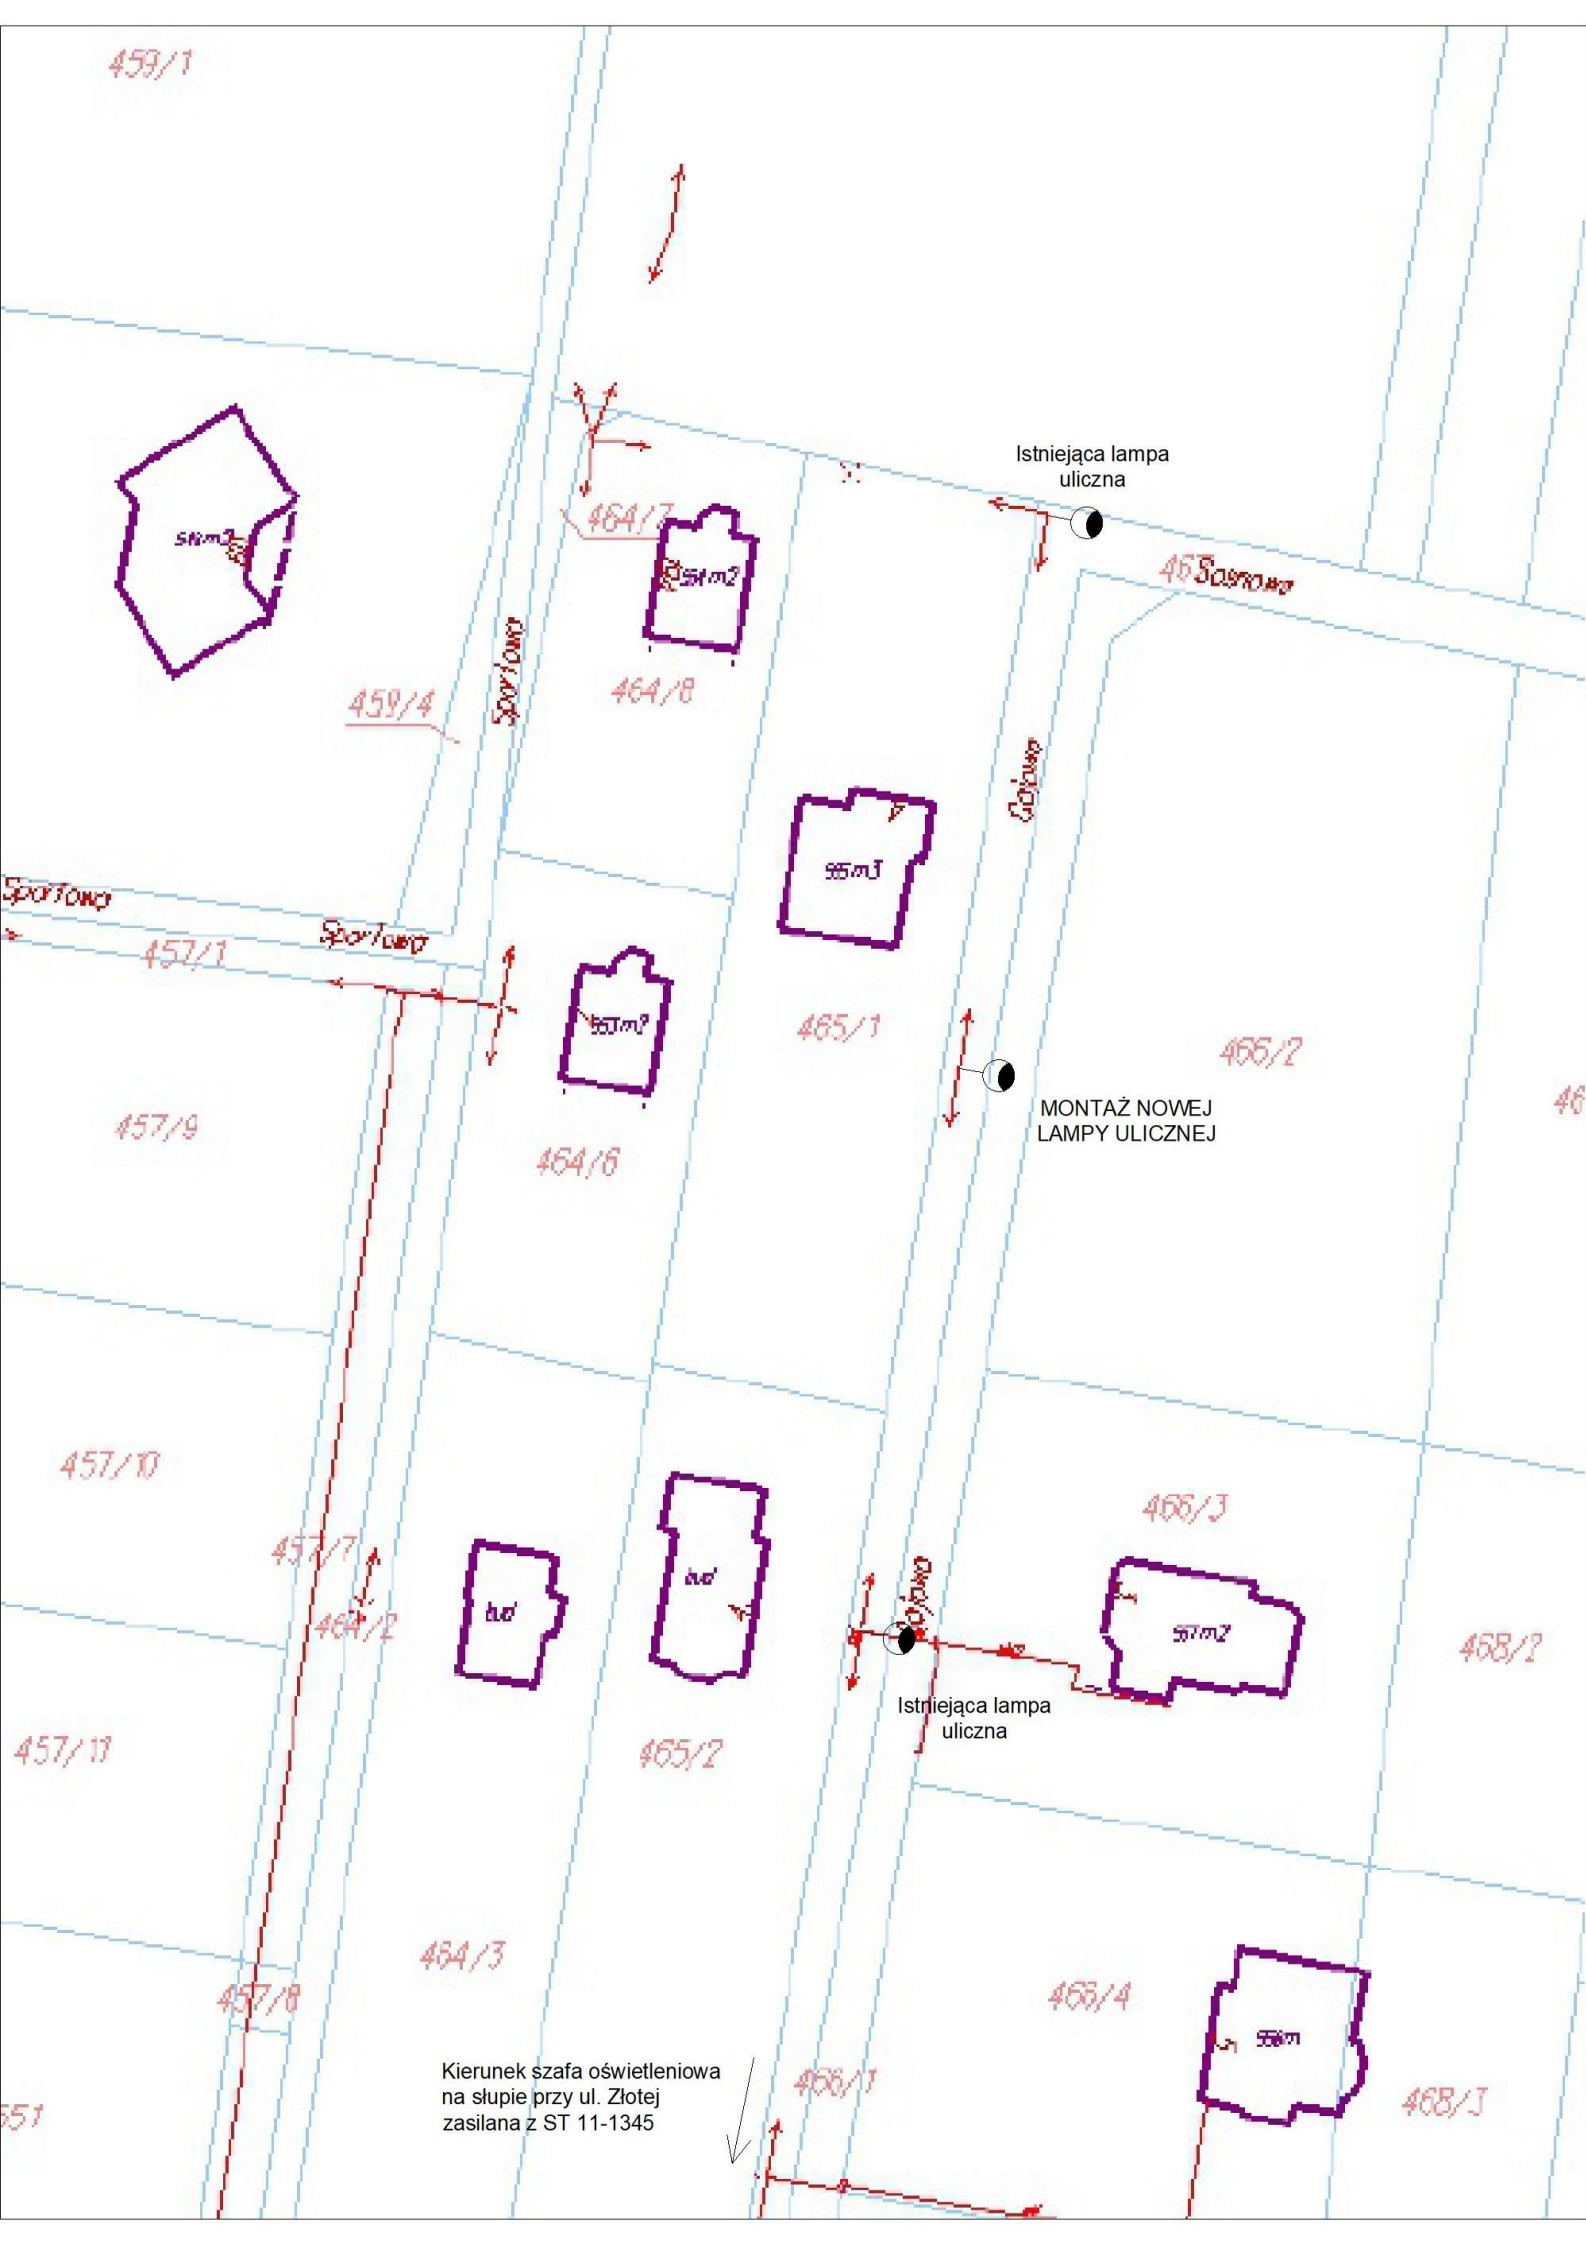 459/1
Istniejąca lampa
uliczna
464/7
Sosnowa
Sportowa
464/8
459/4
Gajowa
Sportowa
Sportowa
457/1
465/1
466/2
MONTAŻ NOWEJ
LAMPY ULICZNEJ
457/9
464/6
457/10
466/3
457/7
464/2
bud
bud
Gajowa
468/2
Istniejąca lampa
uliczna
457/11
465/2
464/3
457/8
466/4
Kierunek szafa oświetleniowa
na słupie przy ul. Złotej
zasilana z ST 11-1345
466/1
468/3